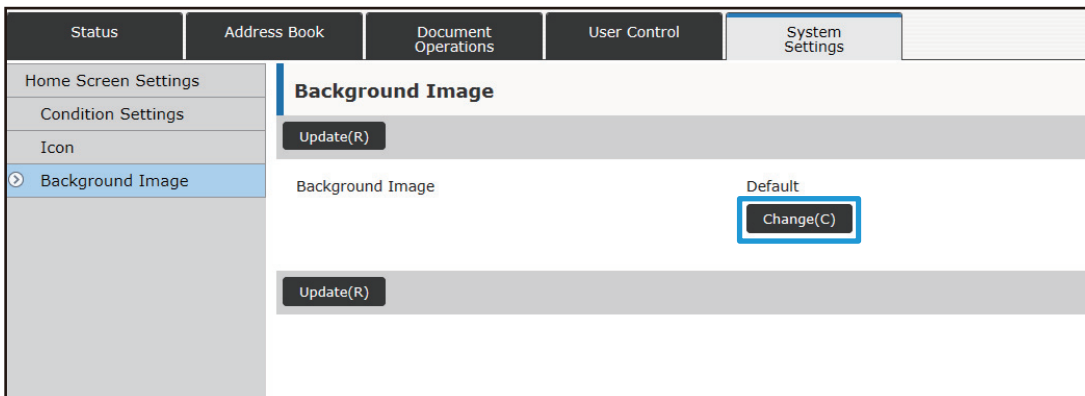 Status
Address Book
Document
Operations
User Control
System
Settings
Home Screen Settings
Condition Settings
Icon
Background Image
Background Image
Update(R)
Background Image
Default
Change(C)
Update(R)